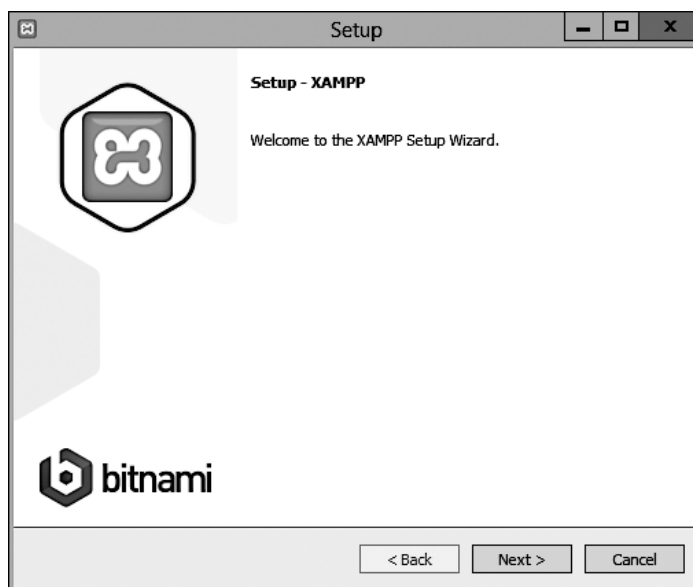 Setup
Setup - XAMPP
Welcome to the XAMPP Setup Wizard.
bitnami
< Back
Next >
Cancel